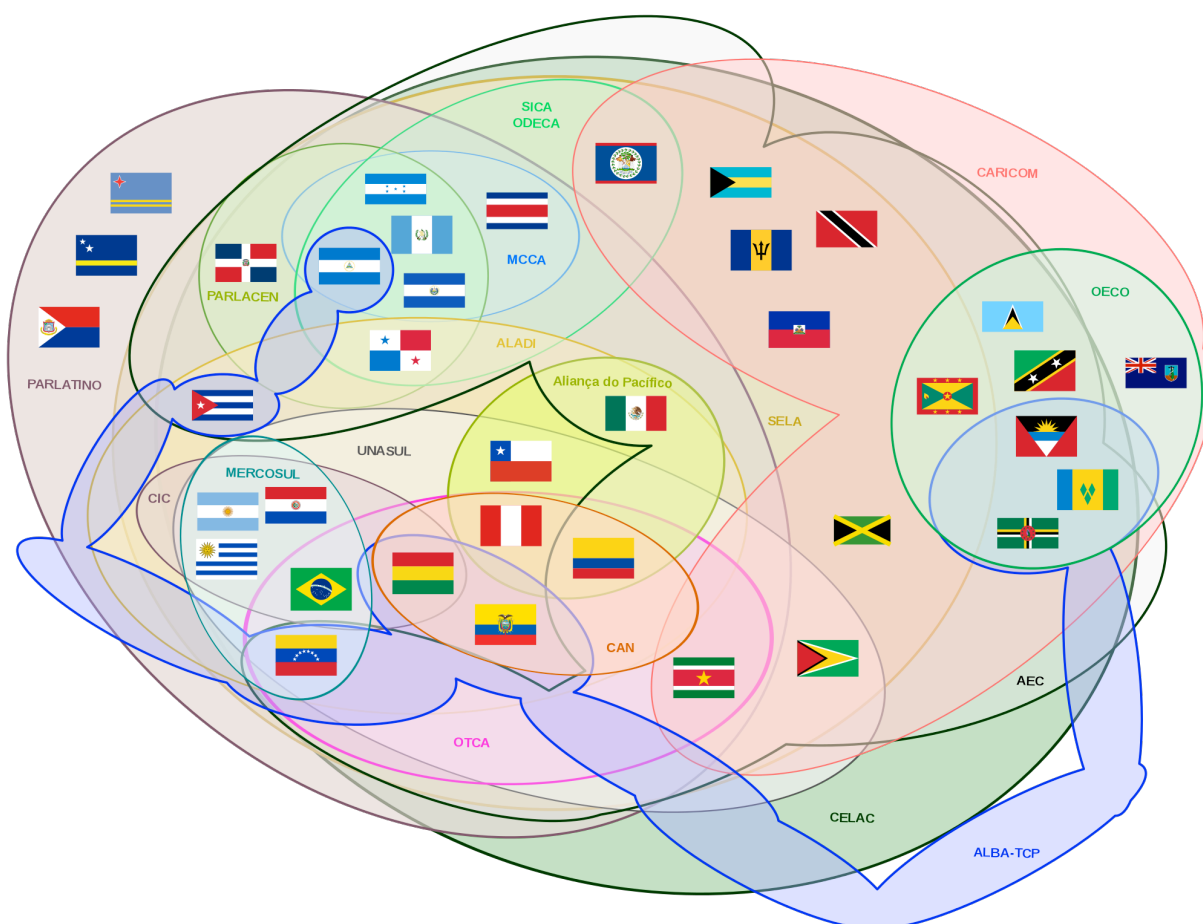 SICA
ODECA
CARICOM
MCCA
OECO
PARLACEN
ALADI
PARLATINO
Aliança do Pacífico
SELA
UNASUL
MERCOSUL
CIC
CAN
AEC
OTCA
CELAC
ALBA-TCP